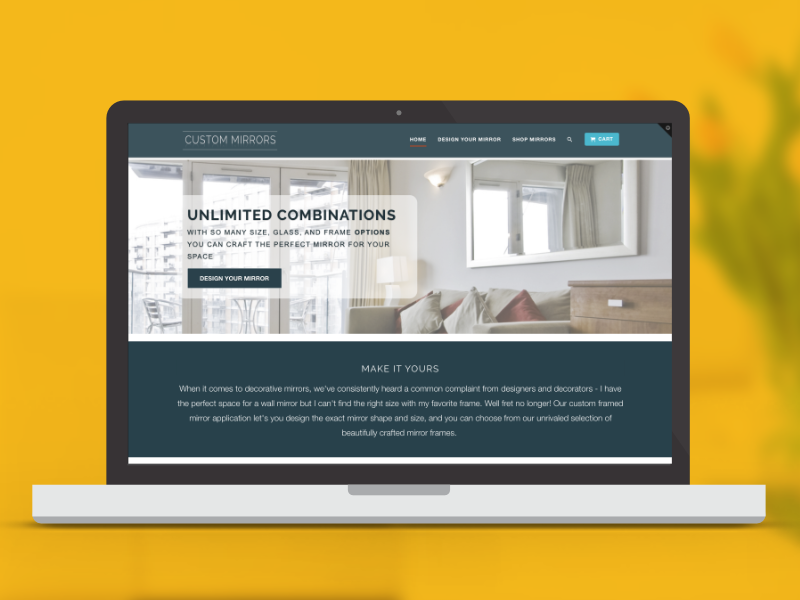 CUSTOM MIRRORS
HOME DESIGN YOUR MIRROR SHOP MIRRORS CART
UNLIMITED COMBINATIONS
WITH SO MANY SIZE, GLASS, AND FRAME OPTIONS
YOU CAN CRAFT THE PERFECT MIRROR FOR YOUR
SPACE
DESIGN YOUR MIRROR
MAKE IT YOURS
When it comes to decorative mirrors, we've consistently heard a common complaint from designers and decorators - I have
the perfect space for a wall mirror but I can't find the right size with my favorite frame. Well fret no longer! Our custom framed
mirror application let's you design the exact mirror shape and size, and you can choose from our unrivaled selection of
beautifully crafted mirror frames.